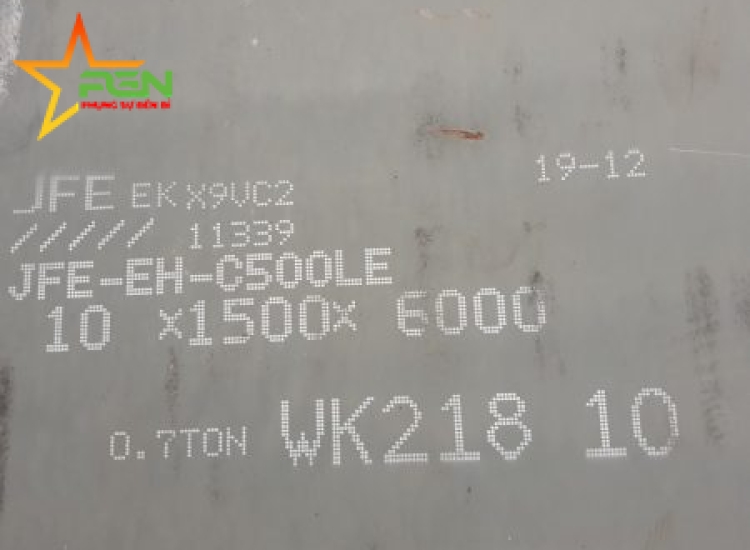 AEN
PHỤNG SỰ BỀN BỈ
19-12
JFE EK X9VC2
///// 11339
JFE-EH-C500LE
10 x1500x 6000
0.7TON WK218 10